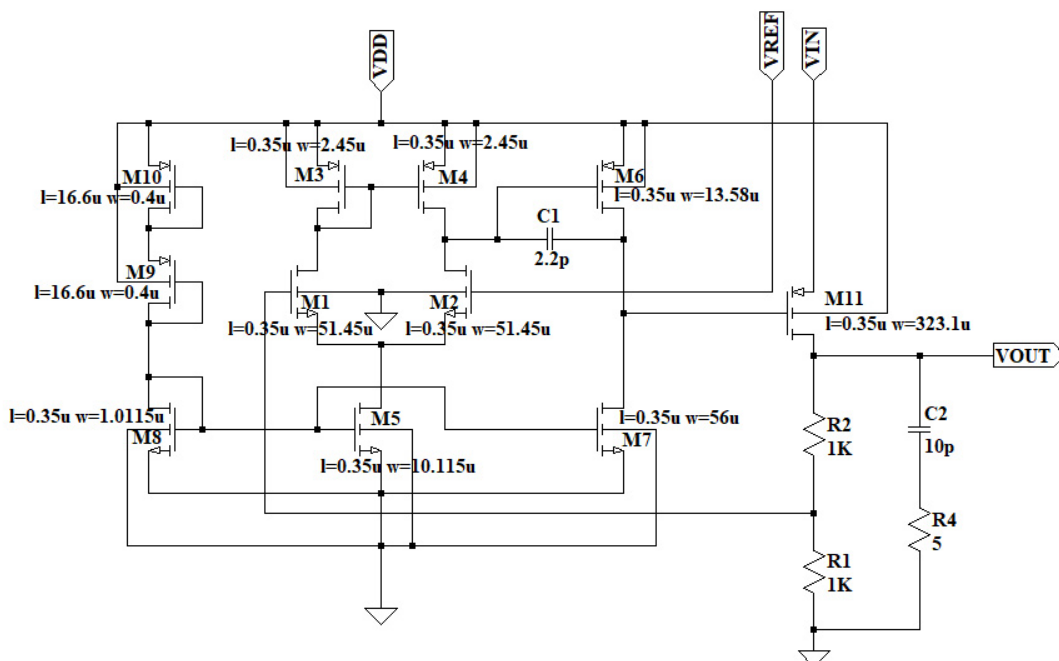 VDD
VREF
VIN
l=0.35u w=2.45u
l=0.35u w=2.45u
M10
M3
M4
M6
l=16.6u w=0.4u
l=0.35u w=13.58u
C1
2.2p
M9
l=16.6u w=0.4u
M1
M2
M11
l=0.35u w=51.45u
l=0.35u w=51.45u
l=0.35u w=323.1u
VOUT
l=0.35u w=1.0115u
M8
M5
l=0.35u w=10.115u
l=0.35u w=56u
M7
R2
1K
C2
10p
R4
5
R1
1K